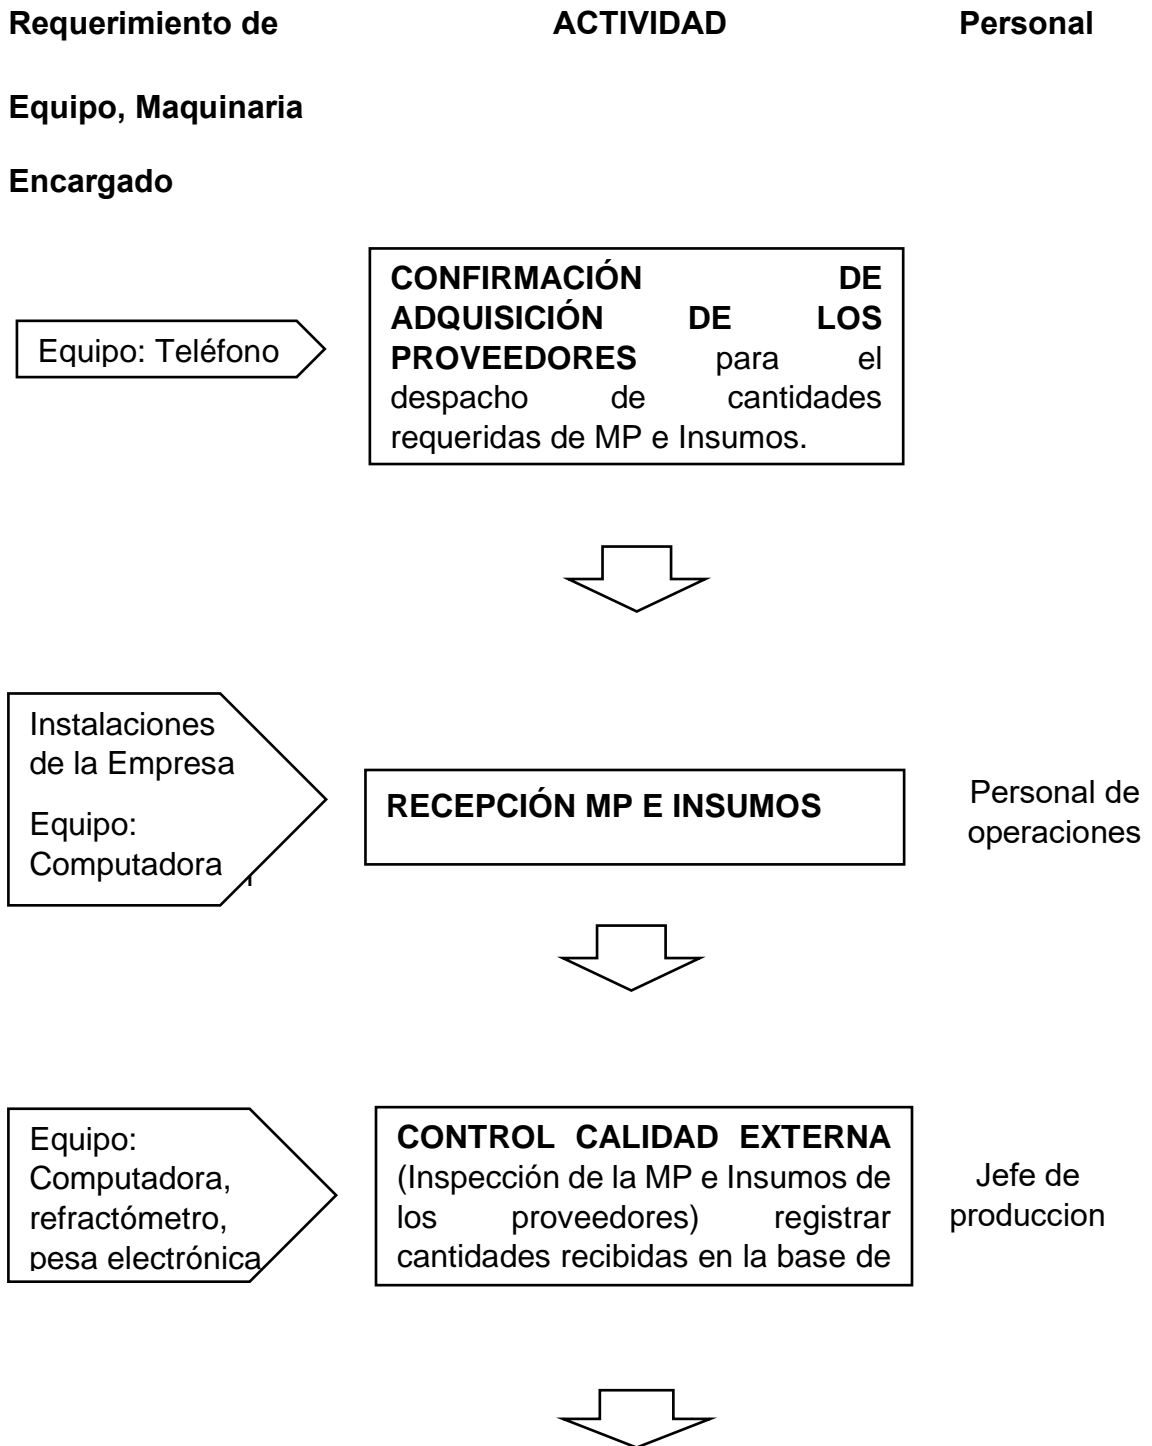 Requerimiento de ACTIVIDAD Personal
Equipo, Maquinaria
Encargado
Equipo: Teléfono
CONFIRMACIÓN DE
ADQUISICIÓN DE LOS
PROVEEDORES para el
despacho de cantidades
requeridas de MP e Insumos.
Instalaciones
de la Empresa
Equipo:
Computadora
RECEPCIÓN MP E INSUMOS
Personal de
operaciones
Equipo:
Computadora,
refractómetro,
pesa electrónica
CONTROL CALIDAD EXTERNA
(Inspección de la MP e Insumos de
los proveedores) registrar
cantidades recibidas en la base de
Jefe de
produccion